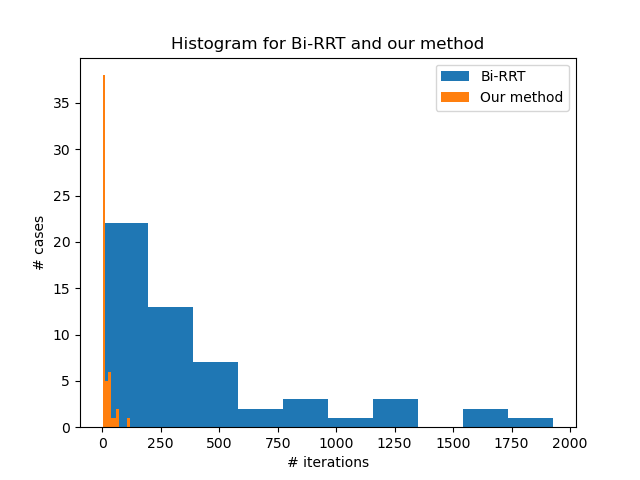 Histogram for Bi-RRT and our method
Bi-RRT
Our method
35
30
25
20
15
10
5
0
# cases
0 250 500 750 1000 1250 1500 1750 2000
# iterations